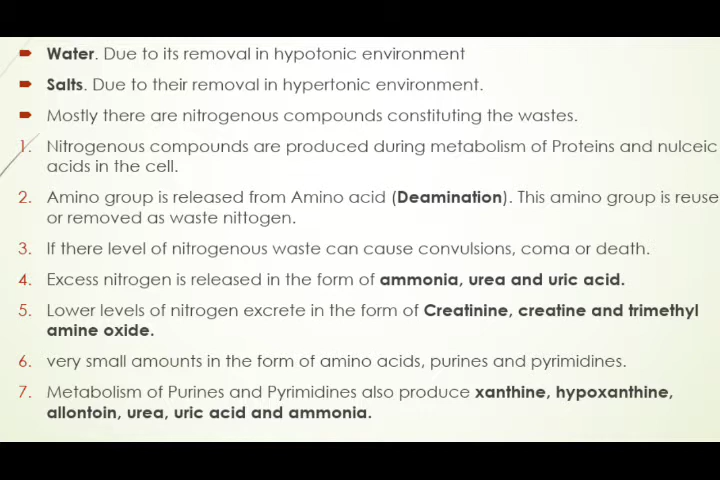 Water. Due to its removal in hypotonic environment
Salts. Due to their removal in hypertonic environment.
Mostly there are nitrogenous compounds constituting the wastes.
1. Nitrogenous compounds are produced during metabolism of Proteins and nulceic
acids in the cell.
2. Amino group is released from Amino acid (Deamination). This amino group is reuse
or removed as waste nittogen.
3. If there level of nitrogenous waste can cause convulsions, coma or death.
4. Excess nitrogen is released in the form of ammonia, urea and uric acid.
5. Lower levels of nitrogen excrete in the form of Creatinine, creatine and trimethyl
amine oxide.
6. very small amounts in the form of amino acids, purines and pyrimidines.
7. Metabolism of Purines and Pyrimidines also produce xanthine, hypoxanthine,
allontoin, urea, uric acid and ammonia.